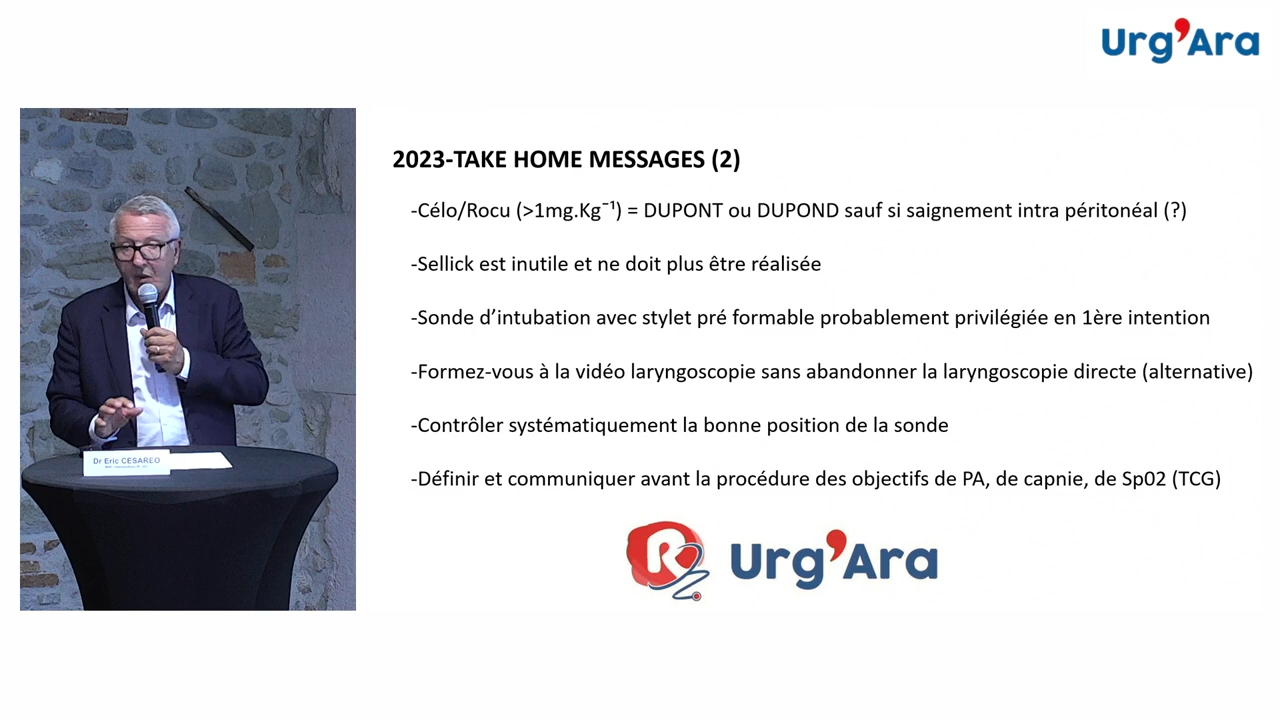 Urg'Ara
2023-TAKE HOME MESSAGES (2)
-Célo/Rocu (>1mg.Kg⁻¹) = DUPONT ou DUPOND sauf si saignement intra péritonéal (?)
-Sellick est inutile et ne doit plus être réalisée
-Sonde d’intubation avec stylet pré formable probablement privilégiée en 1ère intention
-Formez-vous à la vidéo laryngoscopie sans abandonner la laryngoscopie directe (alternative)
-Contrôler systématiquement la bonne position de la sonde
-Définir et communiquer avant la procédure des objectifs de PA, de capnie, de Sp02 (TCG)
Dr Eric CESAREO
R2 Urg'Ara